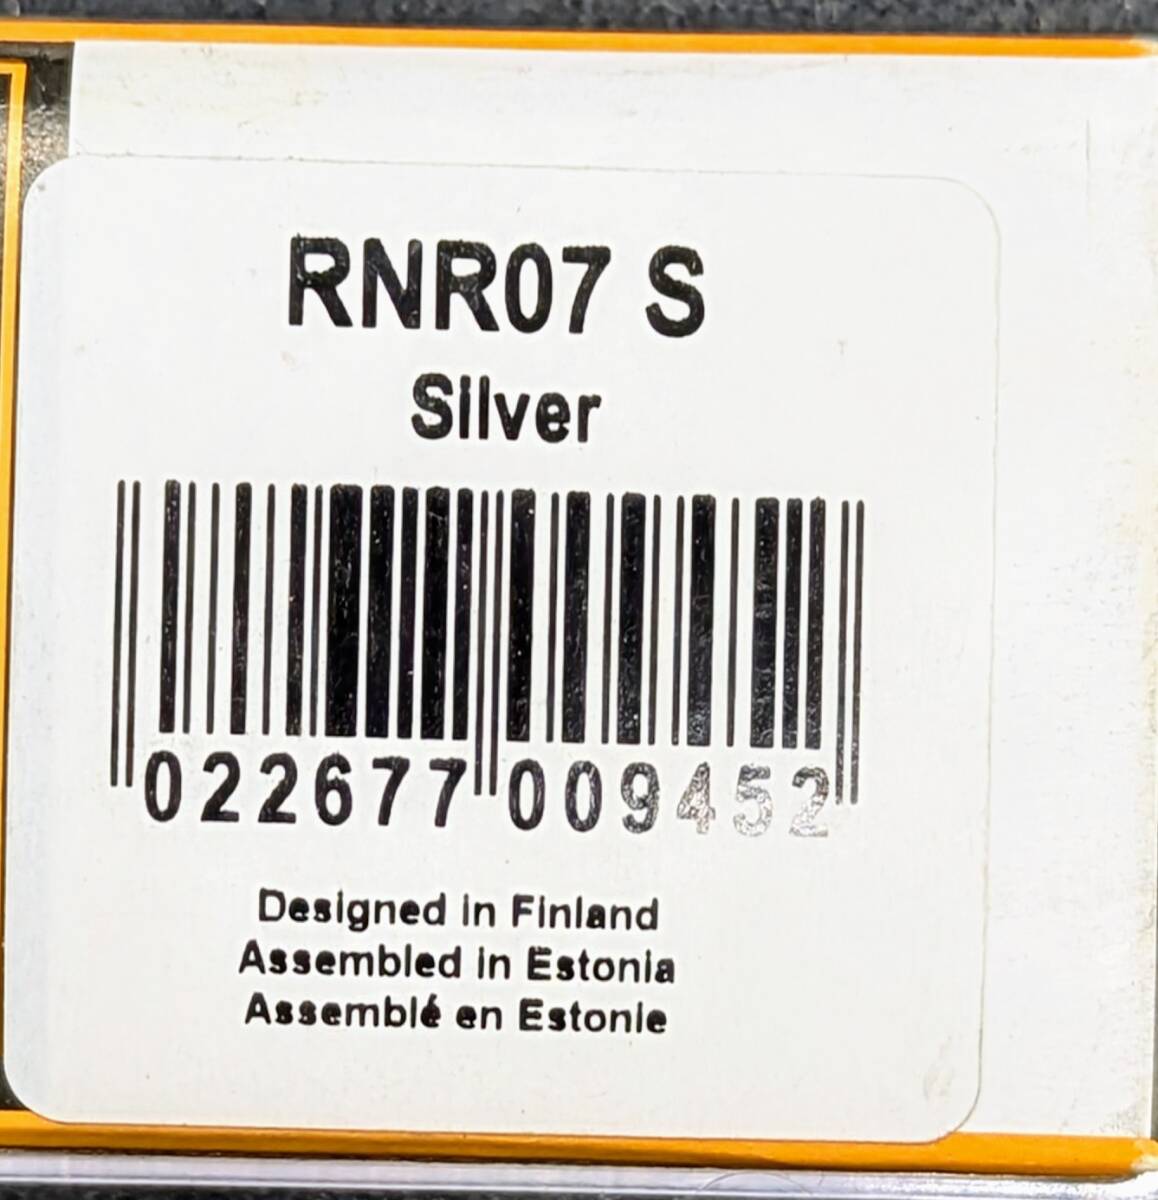 RNR07 S
Silver
022677 009452
Designed in Finland
Assembled in Estonia
Assemblé en Estonie